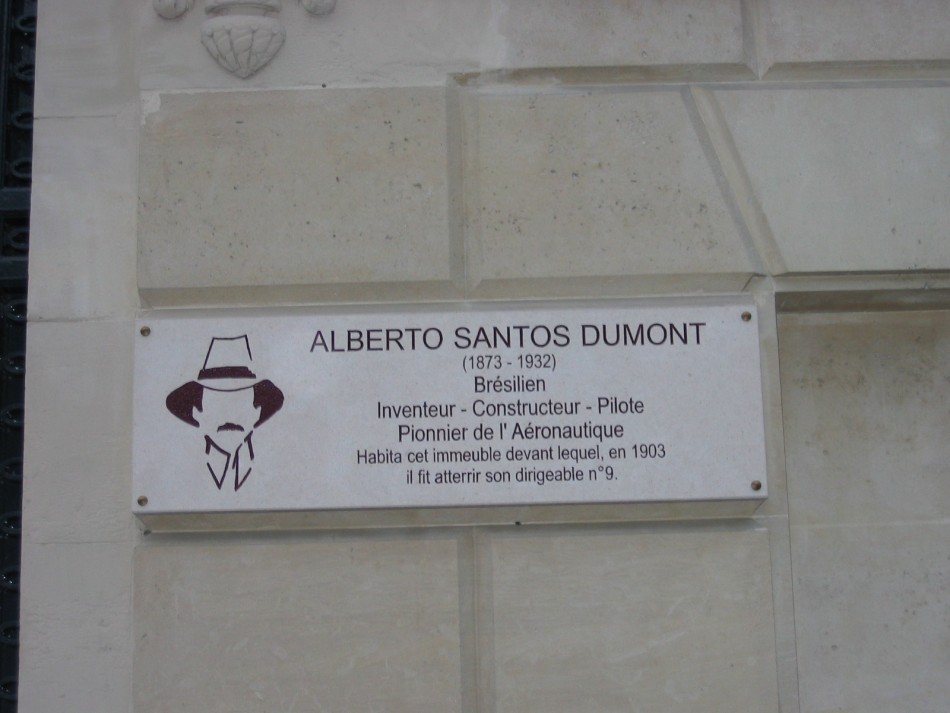 ALBERTO SANTOS DUMONT
(1873 - 1932)
Brésilien
Inventeur - Constructeur - Pilote
Pionnier de l' Aéronautique
Habita cet immeuble devant lequel, en 1903
il fit atterrir son dirigeable n°9.